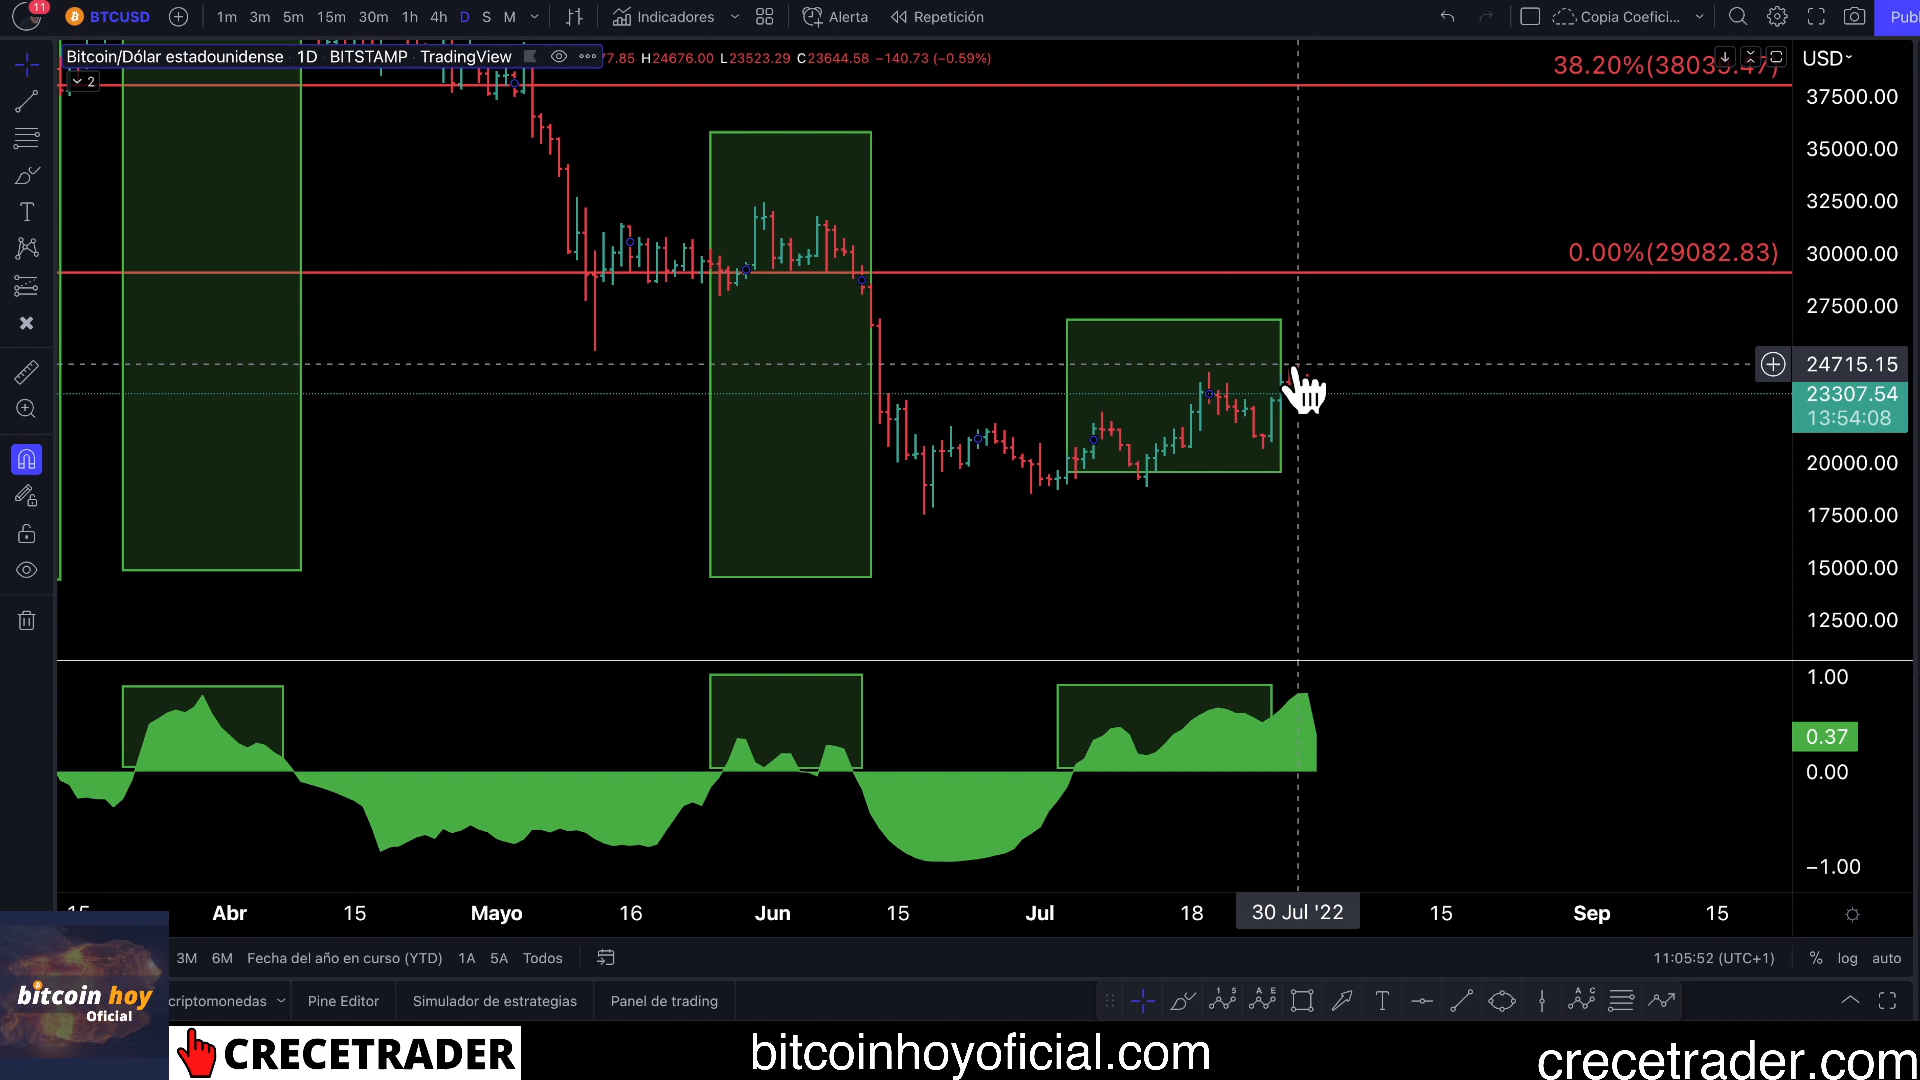 11
BTCUSD
1m 3m 5m 15m 30m 1h 4h D S M
Indicadores
Alerta
Repetición
Copia Coefici...
Publ
Bitcoin/Dólar estadounidense 1D BITSTAMP TradingView
7.85 H24676.00 L23523.29 C23644.58 −140.73 (−0.59%)
2
38.20%(38033.47)
USD
37500.00
35000.00
32500.00
0.00%(29082.83)
30000.00
27500.00
24715.15
23307.54
13:54:08
20000.00
17500.00
15000.00
12500.00
1.00
0.37
0.00
−1.00
15 Abr 15 Mayo 16 Jun 15 Jul 18 30 Jul '22 15 Sep 15
3M 6M Fecha del año en curso (YTD) 1A 5A Todos
11:05:52 (UTC+1) % log auto
criptomonedas Pine Editor Simulador de estrategias Panel de trading
bitcoin hoy
Oficial
CRECETRADER
bitcoinhoyoficial.com
crecetrader.com